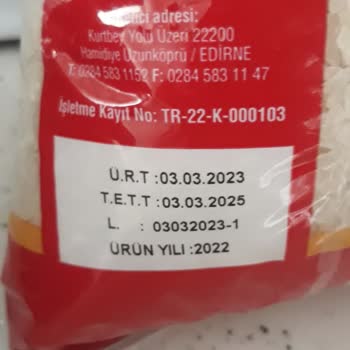 adresi:
Kurtbey Yolu Üzeri 22200
Hamidiye Uzunköprü / EDİRNE
T: 0284 583 1152 F: 0284 583 11 47
İşletme Kayıt No: TR-22-K-000103
Ü.R.T :03.03.2023
T.E.T.T :03.03.2025
L. : 03032023-1
ÜRÜN YILI :2022